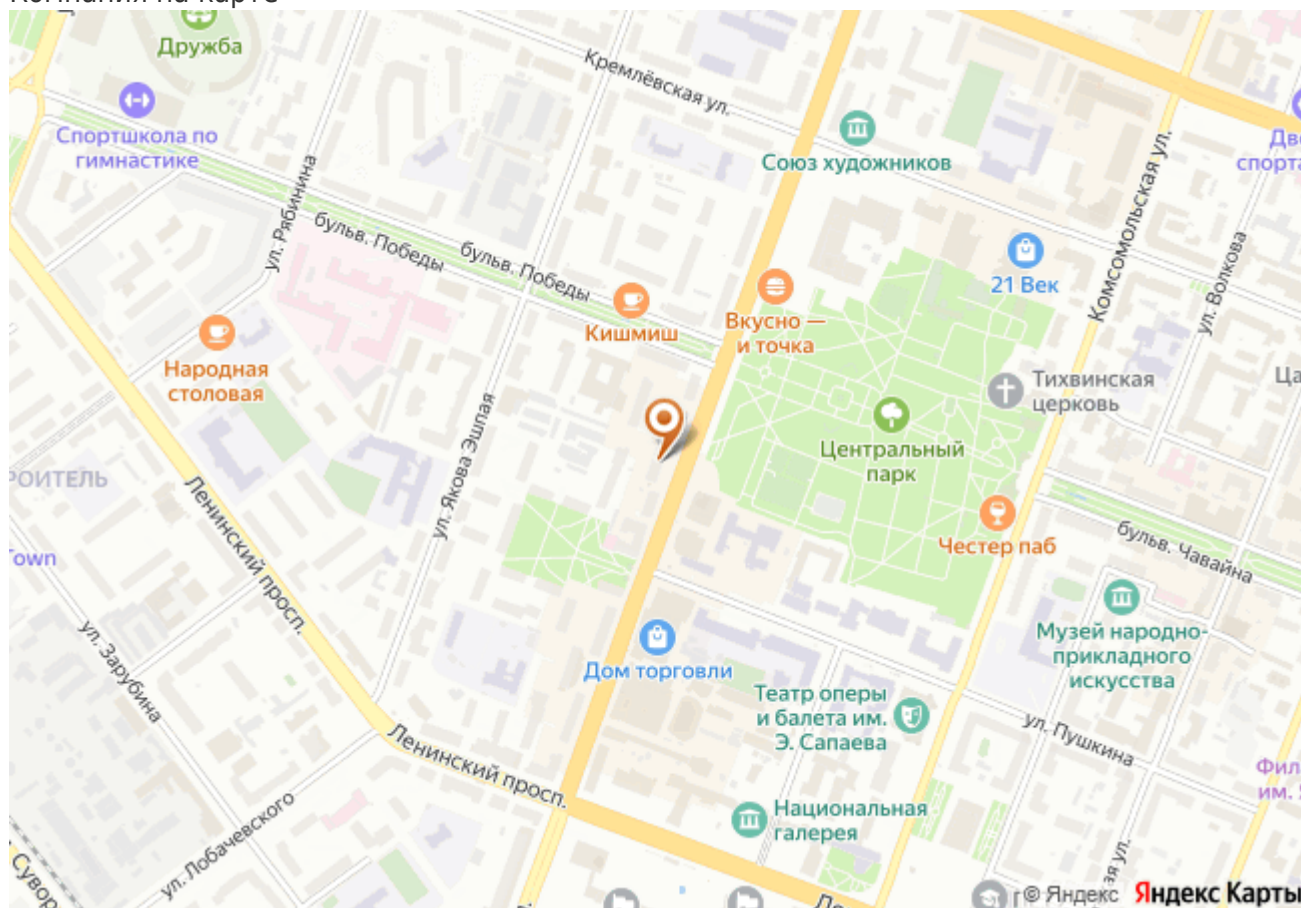 Компания на карте
Дружба
Кремлёвская ул.
Спортшкола по
гимнастике
Союз художников
Комсомольская ул.
ул. Рябинина
бульв. Победы
бульв. Победы
21 Век
ул. Волкова
Кишмиш
Вкусно —
и точка
Народная
столовая
Тихвинская
церковь
Центральный
парк
ул. Якова Эшпая
Ленинский просп.
Честер паб
бульв. Чавайна
Town
ул. Зарубина
Музей народно-
прикладного
искусства
Дом торговли
Театр оперы
и балета им.
Э. Сапаева
ул. Пушкина
Ленинский просп.
Национальная
галерея
ул. Лобачевского
© Яндекс Яндекс Карты